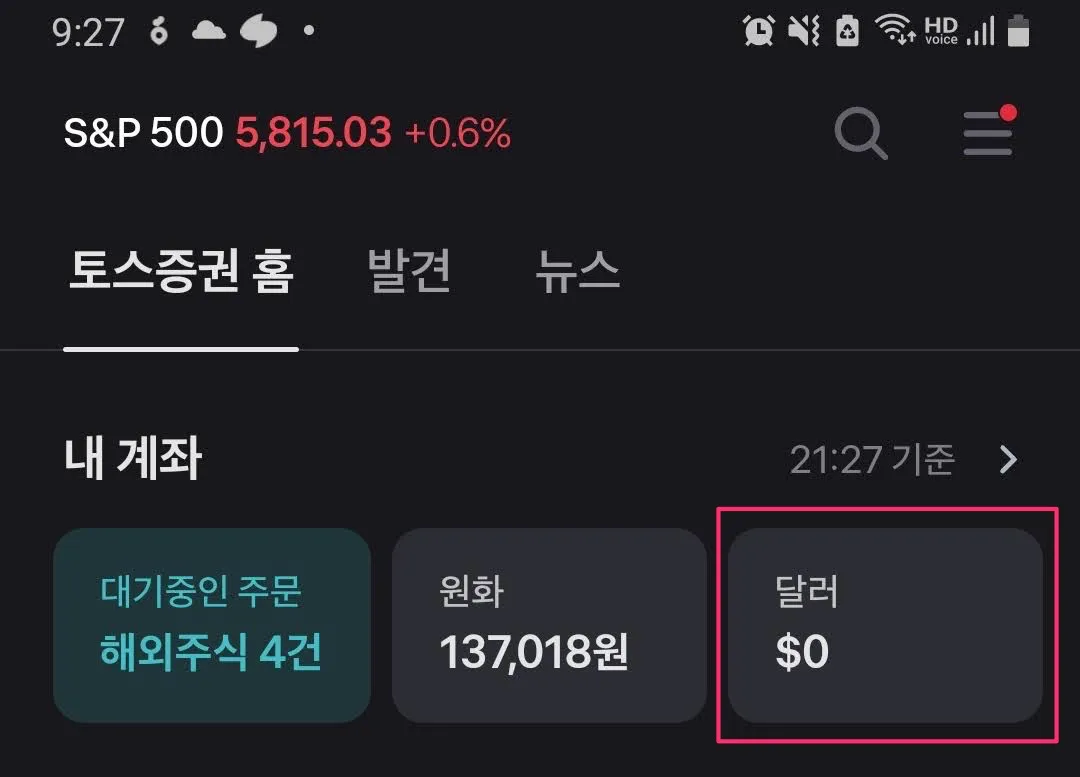 9:27 HD voice
S&P 500 5,815.03 +0.6%
토스증권 홈 발견 뉴스
내 계좌 21:27 기준
대기중인 주문 원화 달러
해외주식 4건 137,018원 $0